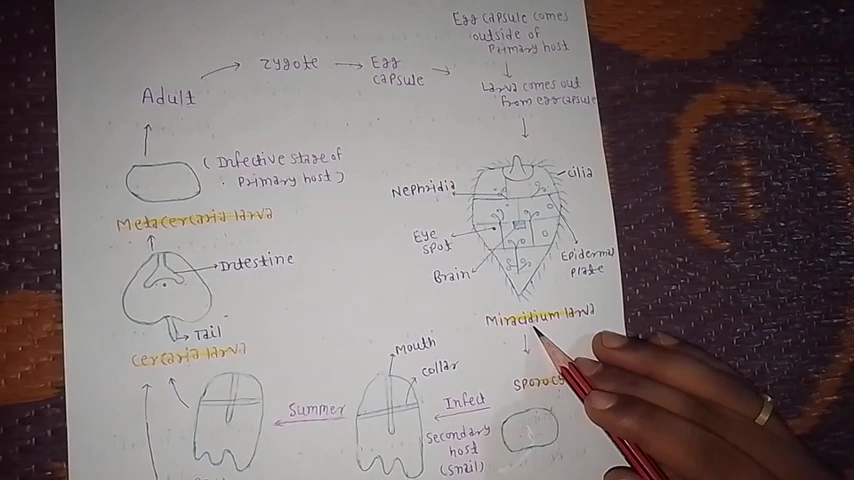 Egg capsule comes
outside of
Primary host
Adult → zygote → Egg
capsule →
Larva comes out
from egg capsule
(Infective stage of
Primary host)
Metacercaria larva
Nephridia
Cilia
Eye
spot
Brain
Epidermal
plate
Miracidium larva
Intestine
Tail
Cercaria larva
Mouth
collar
Summer
Infect
secondary
host
(snail)